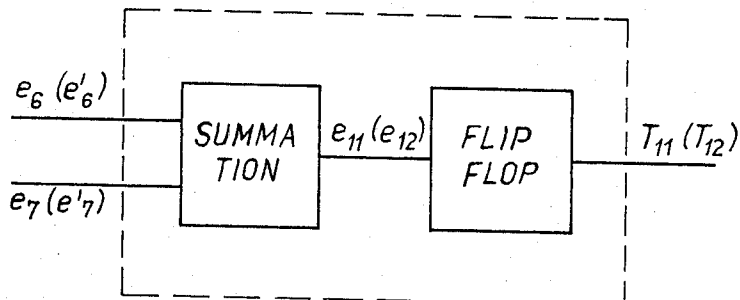 e6 (e'6)
e7 (e'7)
SUMMA
TION
e11 (e12)
FLIP
FLOP
T11 (T12)